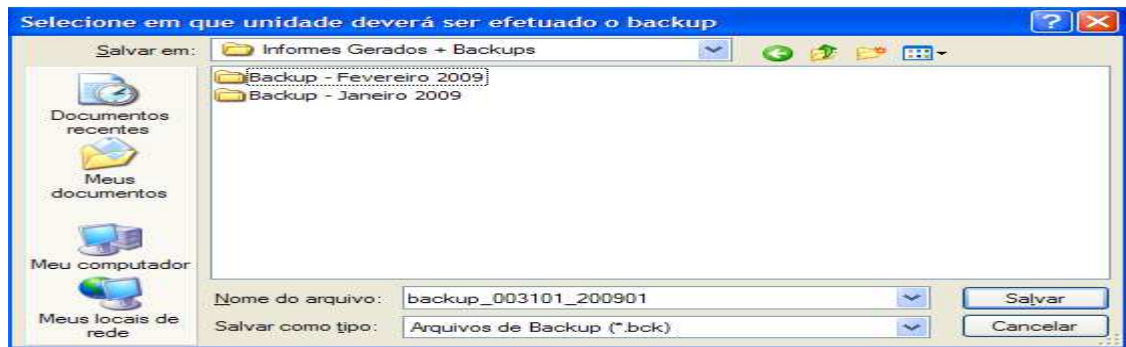 Selecione em que unidade deverá ser efetuado o backup
Salvar em: Informes Gerados + Backups
Backup - Fevereiro 2009
Backup - Janeiro 2009
Documentos
recentes
Meus
documentos
Meu computador
Meus locais de
rede
Nome do arquivo: backup_003101_200901 Salvar
Salvar como tipo: Arquivos de Backup (*.bck) Cancelar